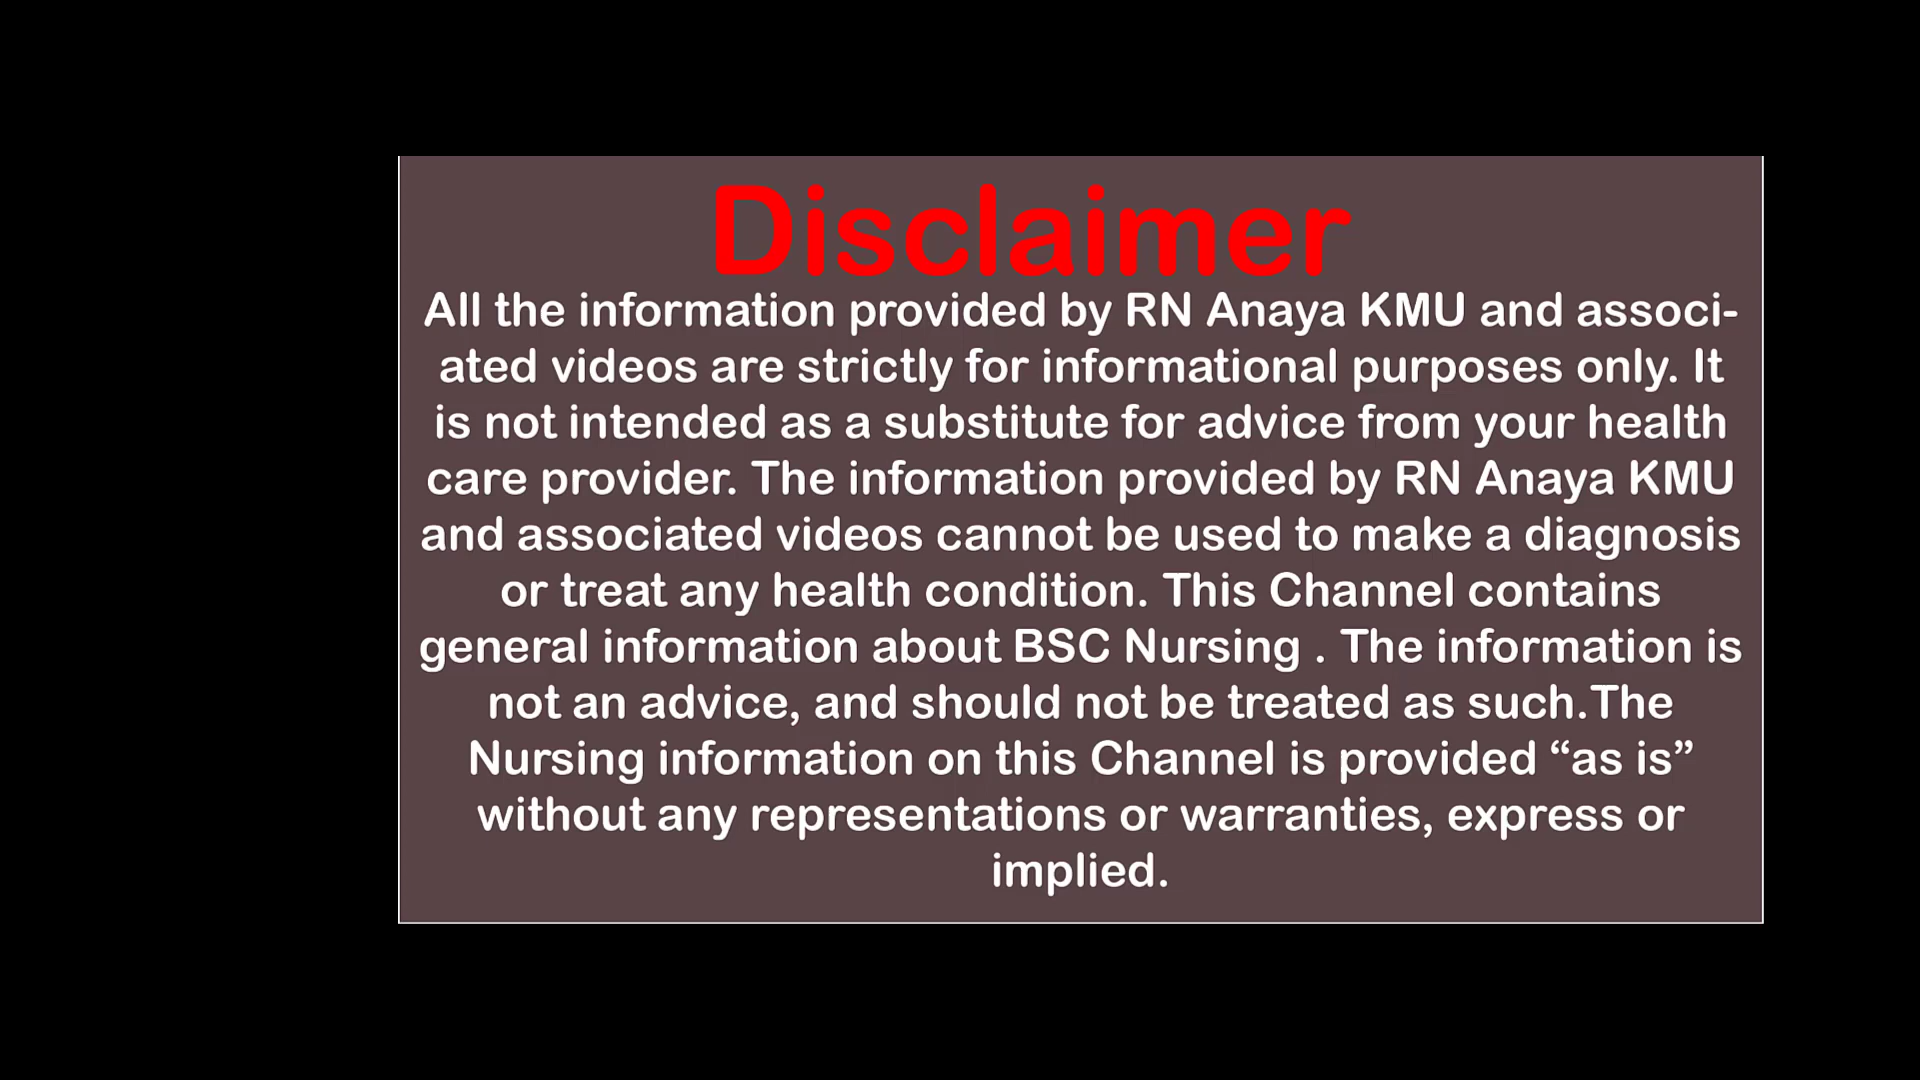 Disclaimer
All the information provided by RN Anaya KMU and associ-
ated videos are strictly for informational purposes only. It
is not intended as a substitute for advice from your health
care provider. The information provided by RN Anaya KMU
and associated videos cannot be used to make a diagnosis
or treat any health condition. This Channel contains
general information about BSC Nursing . The information is
not an advice, and should not be treated as such.The
Nursing information on this Channel is provided “as is”
without any representations or warranties, express or
implied.